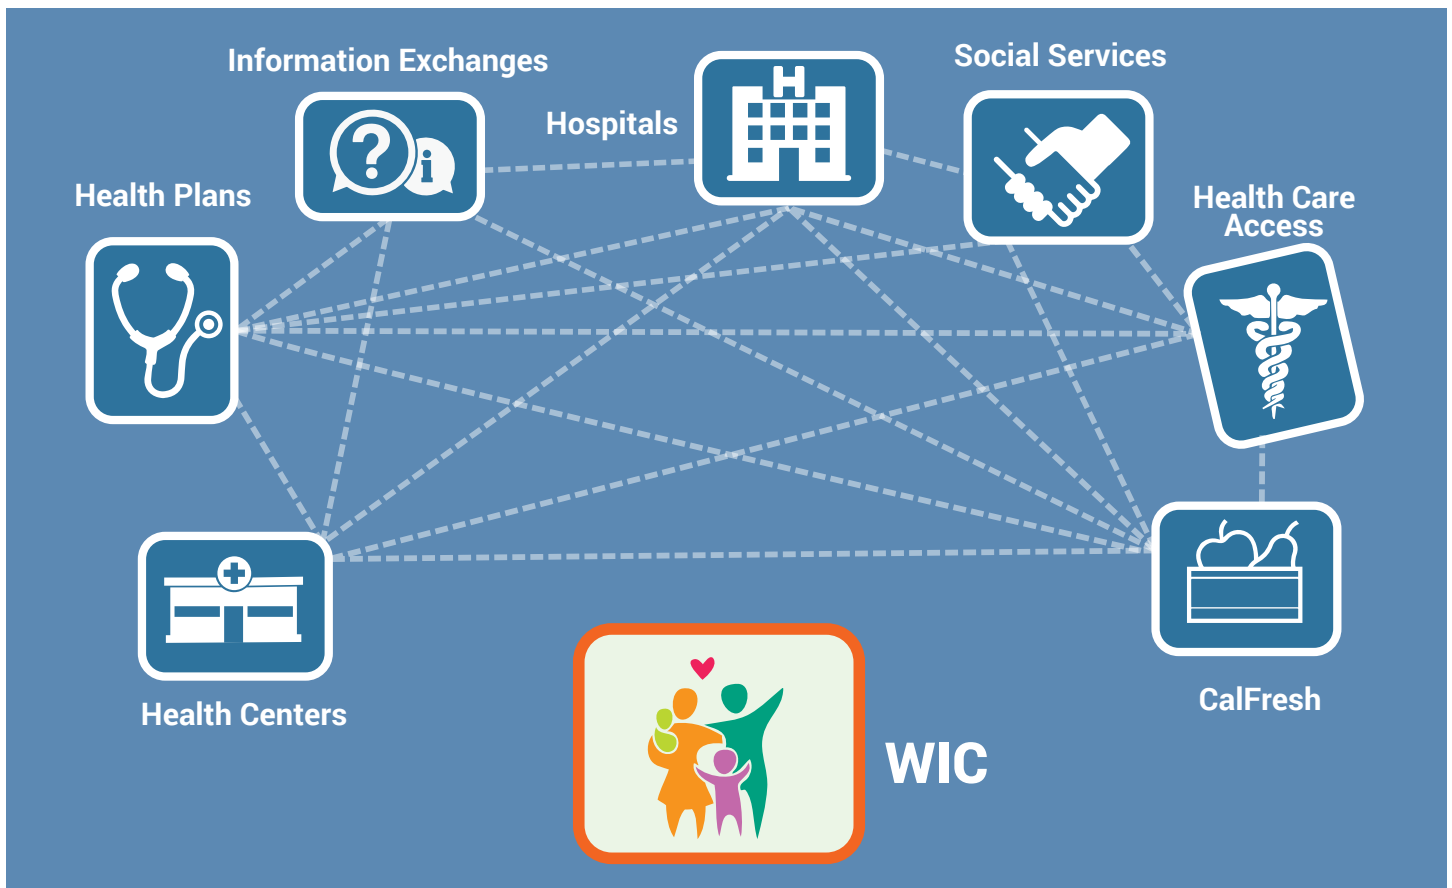 Information Exchanges
Social Services
Hospitals
Health Plans
Health Care
Access
H
?
i
CalFresh
Health Centers
WIC